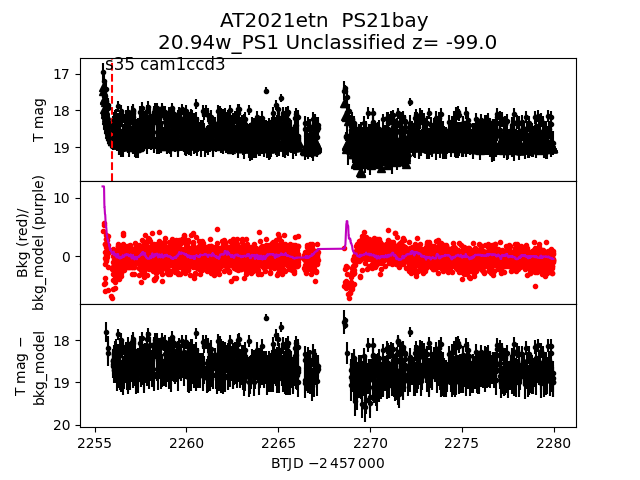 AT2021etn PS21bay
20.94w_PS1 Unclassified z= -99.0
s35 cam1ccd3
17
18
19
T mag
10
0
Bkg (red)/
bkg_model (purple)
18
19
20
T mag −
bkg_model
2255
2260
2265
2270
2275
2280
BTJD −2 457 000